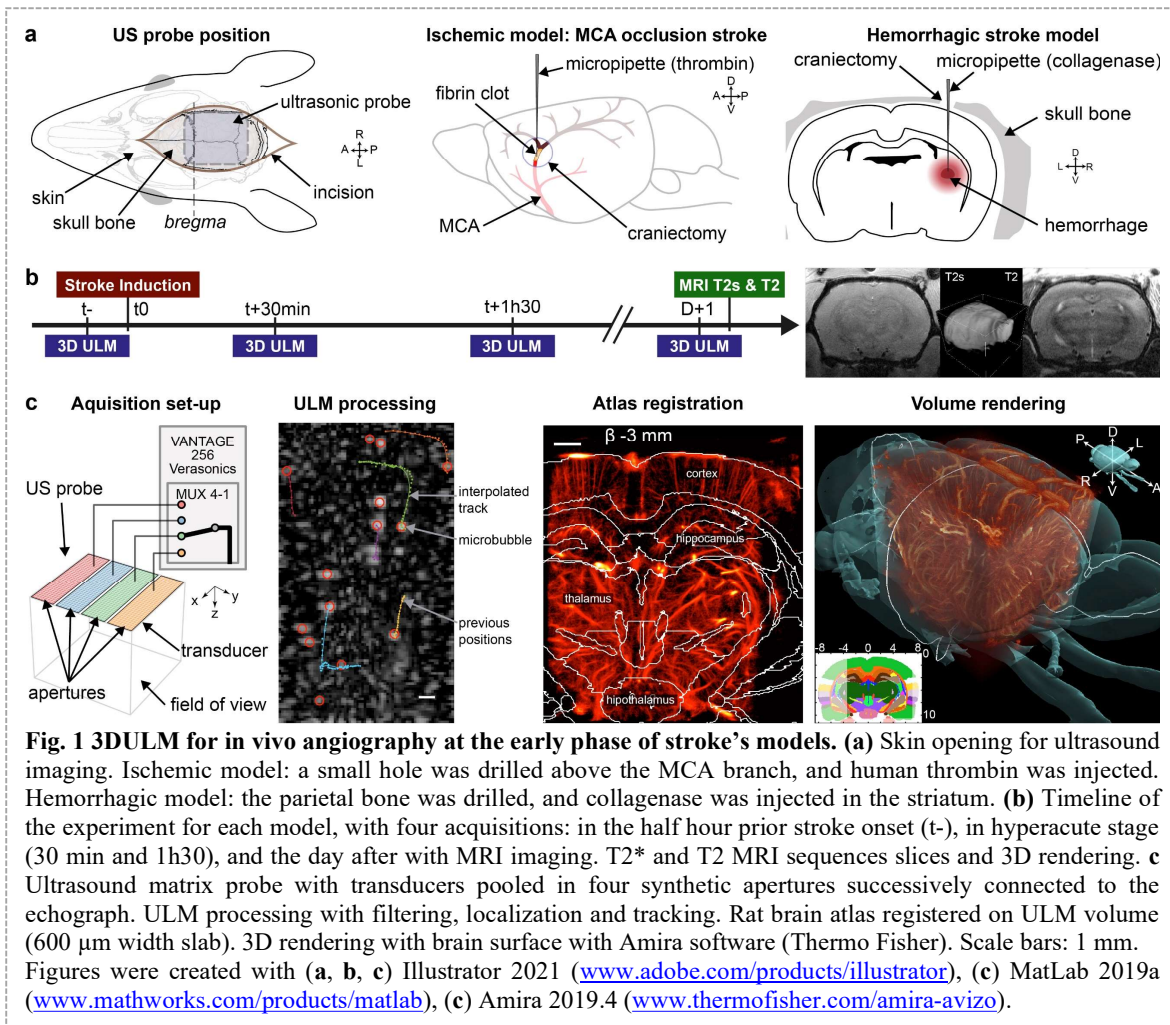 a
US probe position
ultrasonic probe
R
A P
L
skin
skull bone
bregma
incision
Ischemic model: MCA occlusion stroke
micropipette (thrombin)
fibrin clot
D
A P
V
MCA
craniectomy
Hemorrhagic stroke model
craniectomy
micropipette (collagenase)
skull bone
D
L R
V
hemorrhage
b
Stroke Induction
t-
t0
t+30min
t+1h30
D+1
MRI T2s & T2
3D ULM
3D ULM
3D ULM
3D ULM
T2s
T2
c
Aquisition set-up
VANTAGE
256
Verasonics
MUX 4-1
US probe
x
y
z
transducer
apertures
field of view
ULM processing
interpolated
track
microbubble
previous
positions
Atlas registration
β -3 mm
cortex
hippocampus
thalamus
hipothalamus
Volume rendering
D
P
L
R
V
A
-8 -4 0 4 8
0
10
Fig. 1 3DULM for in vivo angiography at the early phase of stroke’s models. (a) Skin opening for ultrasound
imaging. Ischemic model: a small hole was drilled above the MCA branch, and human thrombin was injected.
Hemorrhagic model: the parietal bone was drilled, and collagenase was injected in the striatum. (b) Timeline of
the experiment for each model, with four acquisitions: in the half hour prior stroke onset (t-), in hyperacute stage
(30 min and 1h30), and the day after with MRI imaging. T2* and T2 MRI sequences slices and 3D rendering. c
Ultrasound matrix probe with transducers pooled in four synthetic apertures successively connected to the
echograph. ULM processing with filtering, localization and tracking. Rat brain atlas registered on ULM volume
(600 µm width slab). 3D rendering with brain surface with Amira software (Thermo Fisher). Scale bars: 1 mm.
Figures were created with (a, b, c) Illustrator 2021 (www.adobe.com/products/illustrator), (c) MatLab 2019a
(www.mathworks.com/products/matlab), (c) Amira 2019.4 (www.thermofisher.com/amira-avizo).